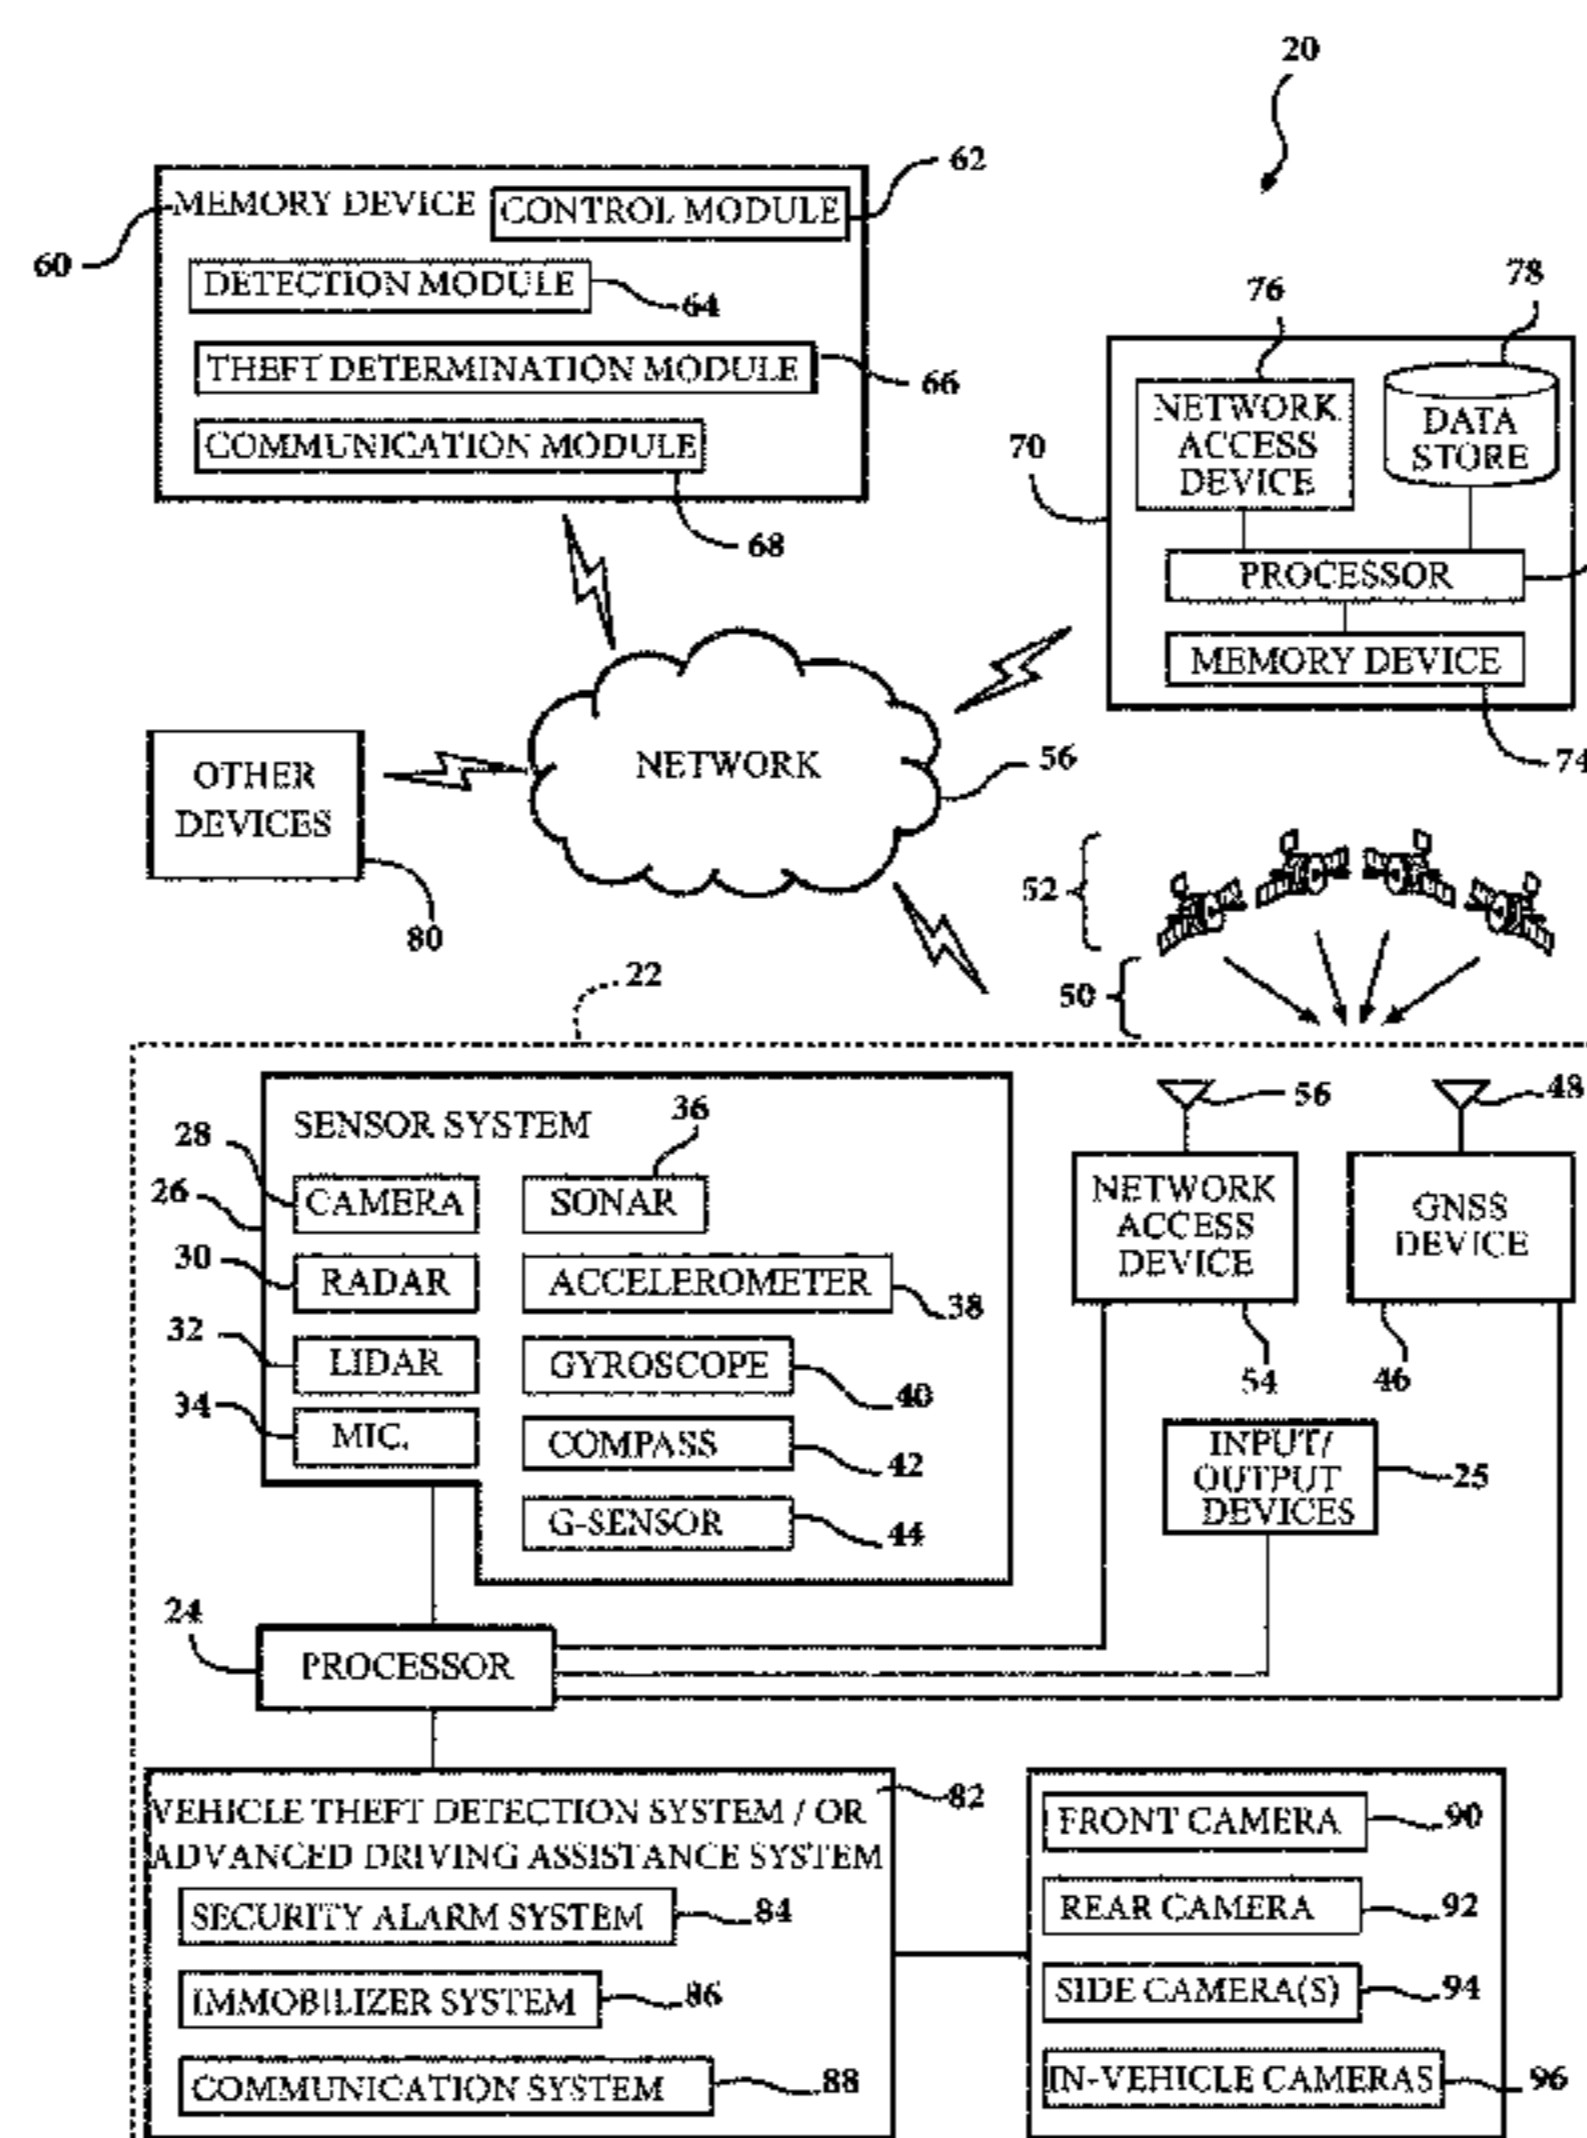 20
62
MEMORY DEVICE
CONTROL MODULE
60
DETECTION MODULE
64
THEFT DETERMINATION MODULE
66
COMMUNICATION MODULE
68
76
78
NETWORK
ACCESS
DEVICE
DATA
STORE
70
PROCESSOR
MEMORY DEVICE
74
NETWORK
56
OTHER
DEVICES
80
52
50
22
SENSOR SYSTEM
36
28
CAMERA
SONAR
26
30
RADAR
ACCELEROMETER
38
32
LIDAR
GYROSCOPE
40
34
MIC.
COMPASS
42
G-SENSOR
44
56
48
NETWORK
ACCESS
DEVICE
GNSS
DEVICE
54
46
INPUT/
OUTPUT
DEVICES
25
24
PROCESSOR
VEHICLE THEFT DETECTION SYSTEM / OR
ADVANCED DRIVING ASSISTANCE SYSTEM
82
SECURITY ALARM SYSTEM
84
IMMOBILIZER SYSTEM
86
COMMUNICATION SYSTEM
88
FRONT CAMERA
90
REAR CAMERA
92
SIDE CAMERA(S)
94
IN-VEHICLE CAMERAS
96